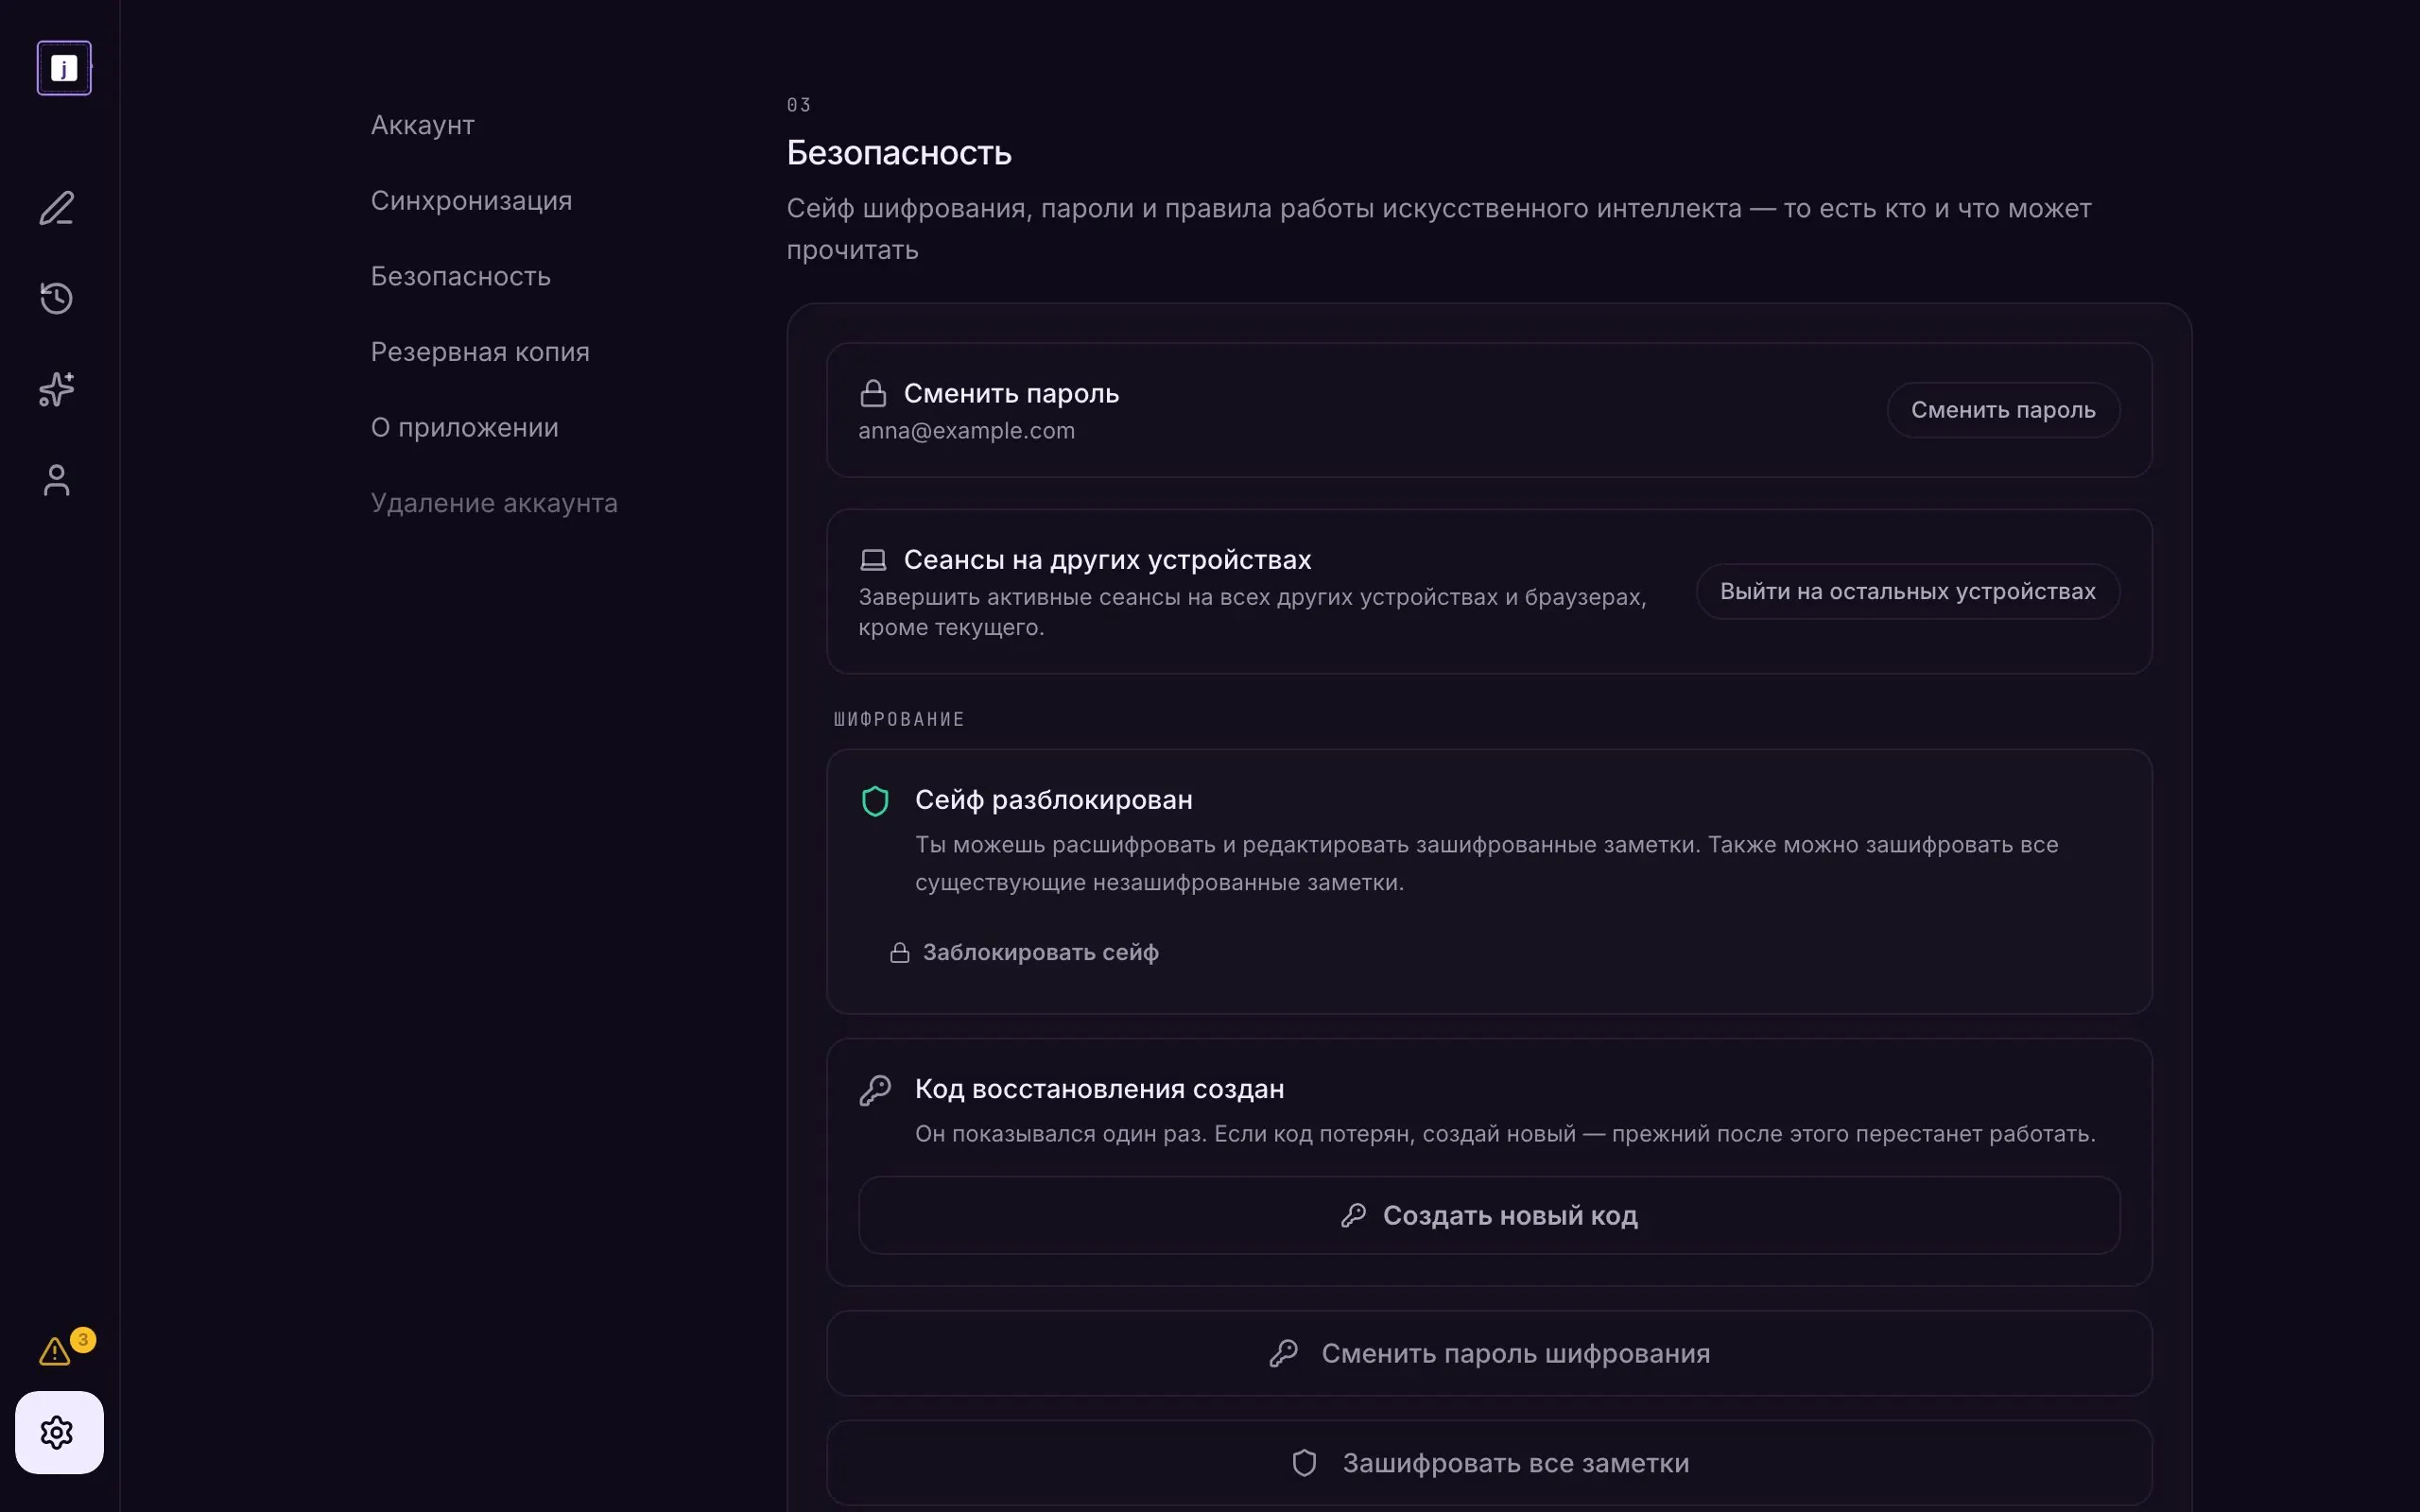 j
Аккаунт
Синхронизация
Безопасность
Резервная копия
О приложении
Удаление аккаунта
3
03
Безопасность
Сейф шифрования, пароли и правила работы искусственного интеллекта — то есть кто и что может
прочитать
Сменить пароль
anna@example.com
Сменить пароль
Сеансы на других устройствах
Завершить активные сеансы на всех других устройствах и браузерах,
кроме текущего.
Выйти на остальных устройствах
ШИФРОВАНИЕ
Сейф разблокирован
Ты можешь расшифровать и редактировать зашифрованные заметки. Также можно зашифровать все
существующие незашифрованные заметки.
Заблокировать сейф
Код восстановления создан
Он показывался один раз. Если код потерян, создай новый — прежний после этого перестанет работать.
Создать новый код
Сменить пароль шифрования
Зашифровать все заметки